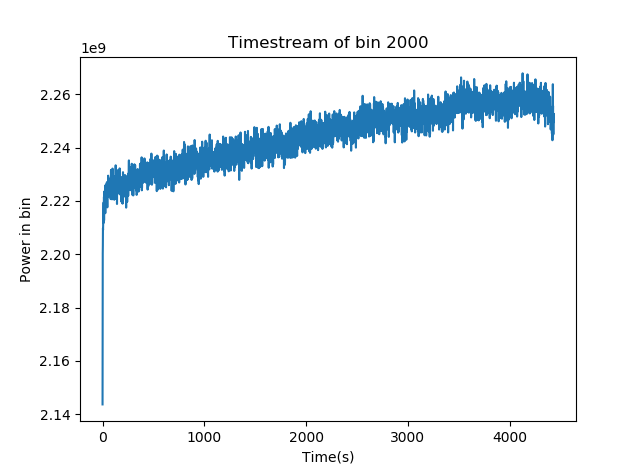 Timestream of bin 2000
1e9
2.26
2.24
2.22
2.20
2.18
2.16
2.14
Power in bin
0 1000 2000 3000 4000
Time(s)